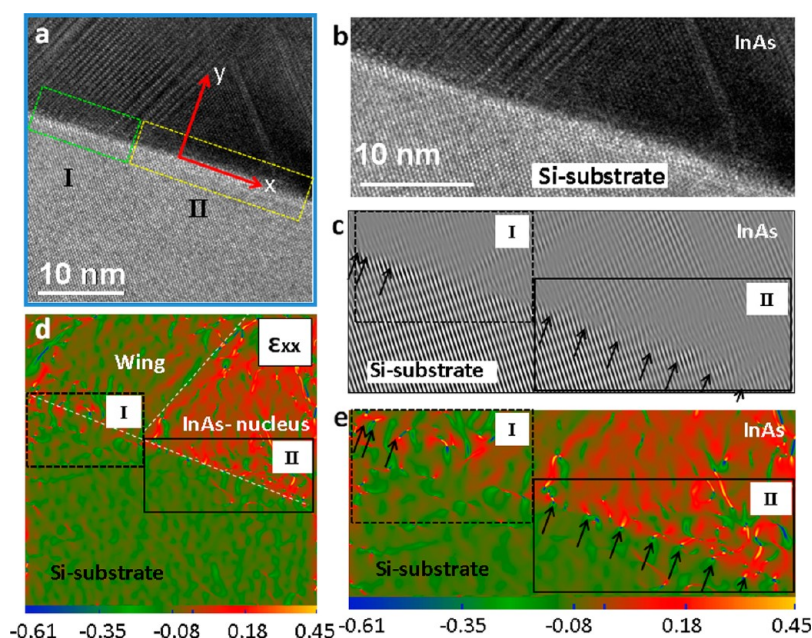 a
y
x
I
II
10 nm
b
InAs
10 nm
Si-substrate
c
I
InAs
II
Si-substrate
d
Wing
εxx
I
InAs- nucleus
II
Si-substrate
-0.61 -0.35 -0.08 0.18 0.45
e
I
InAs
II
Si-substrate
-0.61 -0.35 -0.08 0.18 0.45